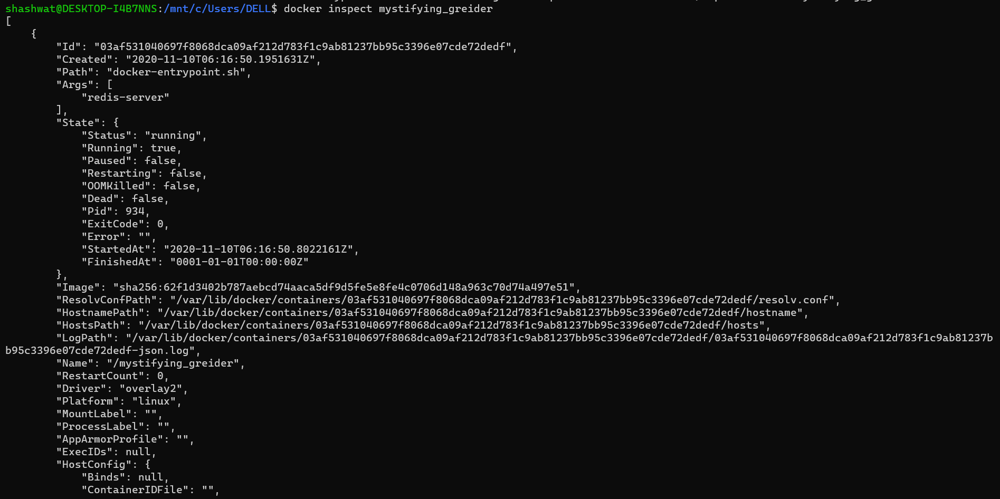 shashwat@DESKTOP-I4B7NNS:/mnt/c/Users/DELL$ docker inspect mystifying_greider
[
    {
        "Id": "03af531040697f8068dca09af212d783f1c9ab81237bb95c3396e07cde72dedf",
        "Created": "2020-11-10T06:16:50.1951631Z",
        "Path": "docker-entrypoint.sh",
        "Args": [
            "redis-server"
        ],
        "State": {
            "Status": "running",
            "Running": true,
            "Paused": false,
            "Restarting": false,
            "OOMKilled": false,
            "Dead": false,
            "Pid": 934,
            "ExitCode": 0,
            "Error": "",
            "StartedAt": "2020-11-10T06:16:50.8022161Z",
            "FinishedAt": "0001-01-01T00:00:00Z"
        },
        "Image": "sha256:62f1d3402b787aebcd74aaca5df9d5fe5e8fe4c0706d148a963c70d74a497e51",
        "ResolvConfPath": "/var/lib/docker/containers/03af531040697f8068dca09af212d783f1c9ab81237bb95c3396e07cde72dedf/resolv.conf",
        "HostnamePath": "/var/lib/docker/containers/03af531040697f8068dca09af212d783f1c9ab81237bb95c3396e07cde72dedf/hostname",
        "HostsPath": "/var/lib/docker/containers/03af531040697f8068dca09af212d783f1c9ab81237bb95c3396e07cde72dedf/hosts",
        "LogPath": "/var/lib/docker/containers/03af531040697f8068dca09af212d783f1c9ab81237bb95c3396e07cde72dedf/03af531040697f8068dca09af212d783f1c9ab81237b
b95c3396e07cde72dedf-json.log",
        "Name": "/mystifying_greider",
        "RestartCount": 0,
        "Driver": "overlay2",
        "Platform": "linux",
        "MountLabel": "",
        "ProcessLabel": "",
        "AppArmorProfile": "",
        "ExecIDs": null,
        "HostConfig": {
            "Binds": null,
            "ContainerIDFile": "",